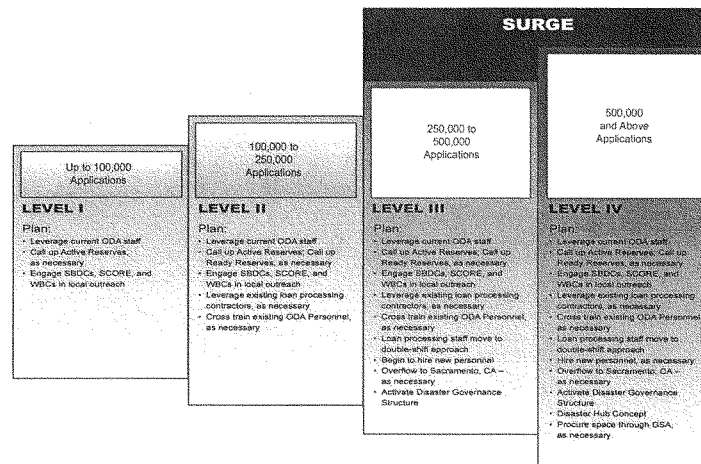 SURGE
Up to 100,000
Applications
LEVEL I
Plan:
• Leverage current ODA staff
• Call up Active Reserves,
as necessary
• Engage SBDCs, SCORE, and
WBCs in local outreach
100,000 to
250,000
Applications
LEVEL II
Plan:
• Leverage current ODA staff
• Call up Active Reserves; Call up
Ready Reserves, as necessary
• Engage SBDCs, SCORE, and
WBCs in local outreach
• Leverage existing loan processing
contractors, as necessary
• Cross train existing ODA Personnel,
as necessary
250,000 to
500,000
Applications
LEVEL III
Plan:
• Leverage current ODA staff
• Call up Active Reserves; Call up
Ready Reserves, as necessary
• Engage SBDCs, SCORE, and
WBCs in local outreach
• Leverage existing loan processing
contractors, as necessary
• Cross train existing ODA Personnel,
as necessary
• Loan processing staff move to
double-shift approach
• Begin to hire new personnel
• Overflow to Sacramento, CA –
as necessary
• Activate Disaster Governance
Structure
500,000
and Above
Applications
LEVEL IV
Plan:
• Leverage current ODA staff
• Call up Active Reserves; Call up
Ready Reserves, as necessary
• Engage SBDCs, SCORE, and
WBCs in local outreach
• Leverage existing loan processing
contractors, as necessary
• Cross train existing ODA Personnel,
as necessary
• Loan processing staff move to
double-shift approach
• Hire new personnel, as necessary
• Overflow to Sacramento, CA –
as necessary
• Activate Disaster Governance
Structure
• Disaster Hub Concept
• Procure space through GSA,
as necessary